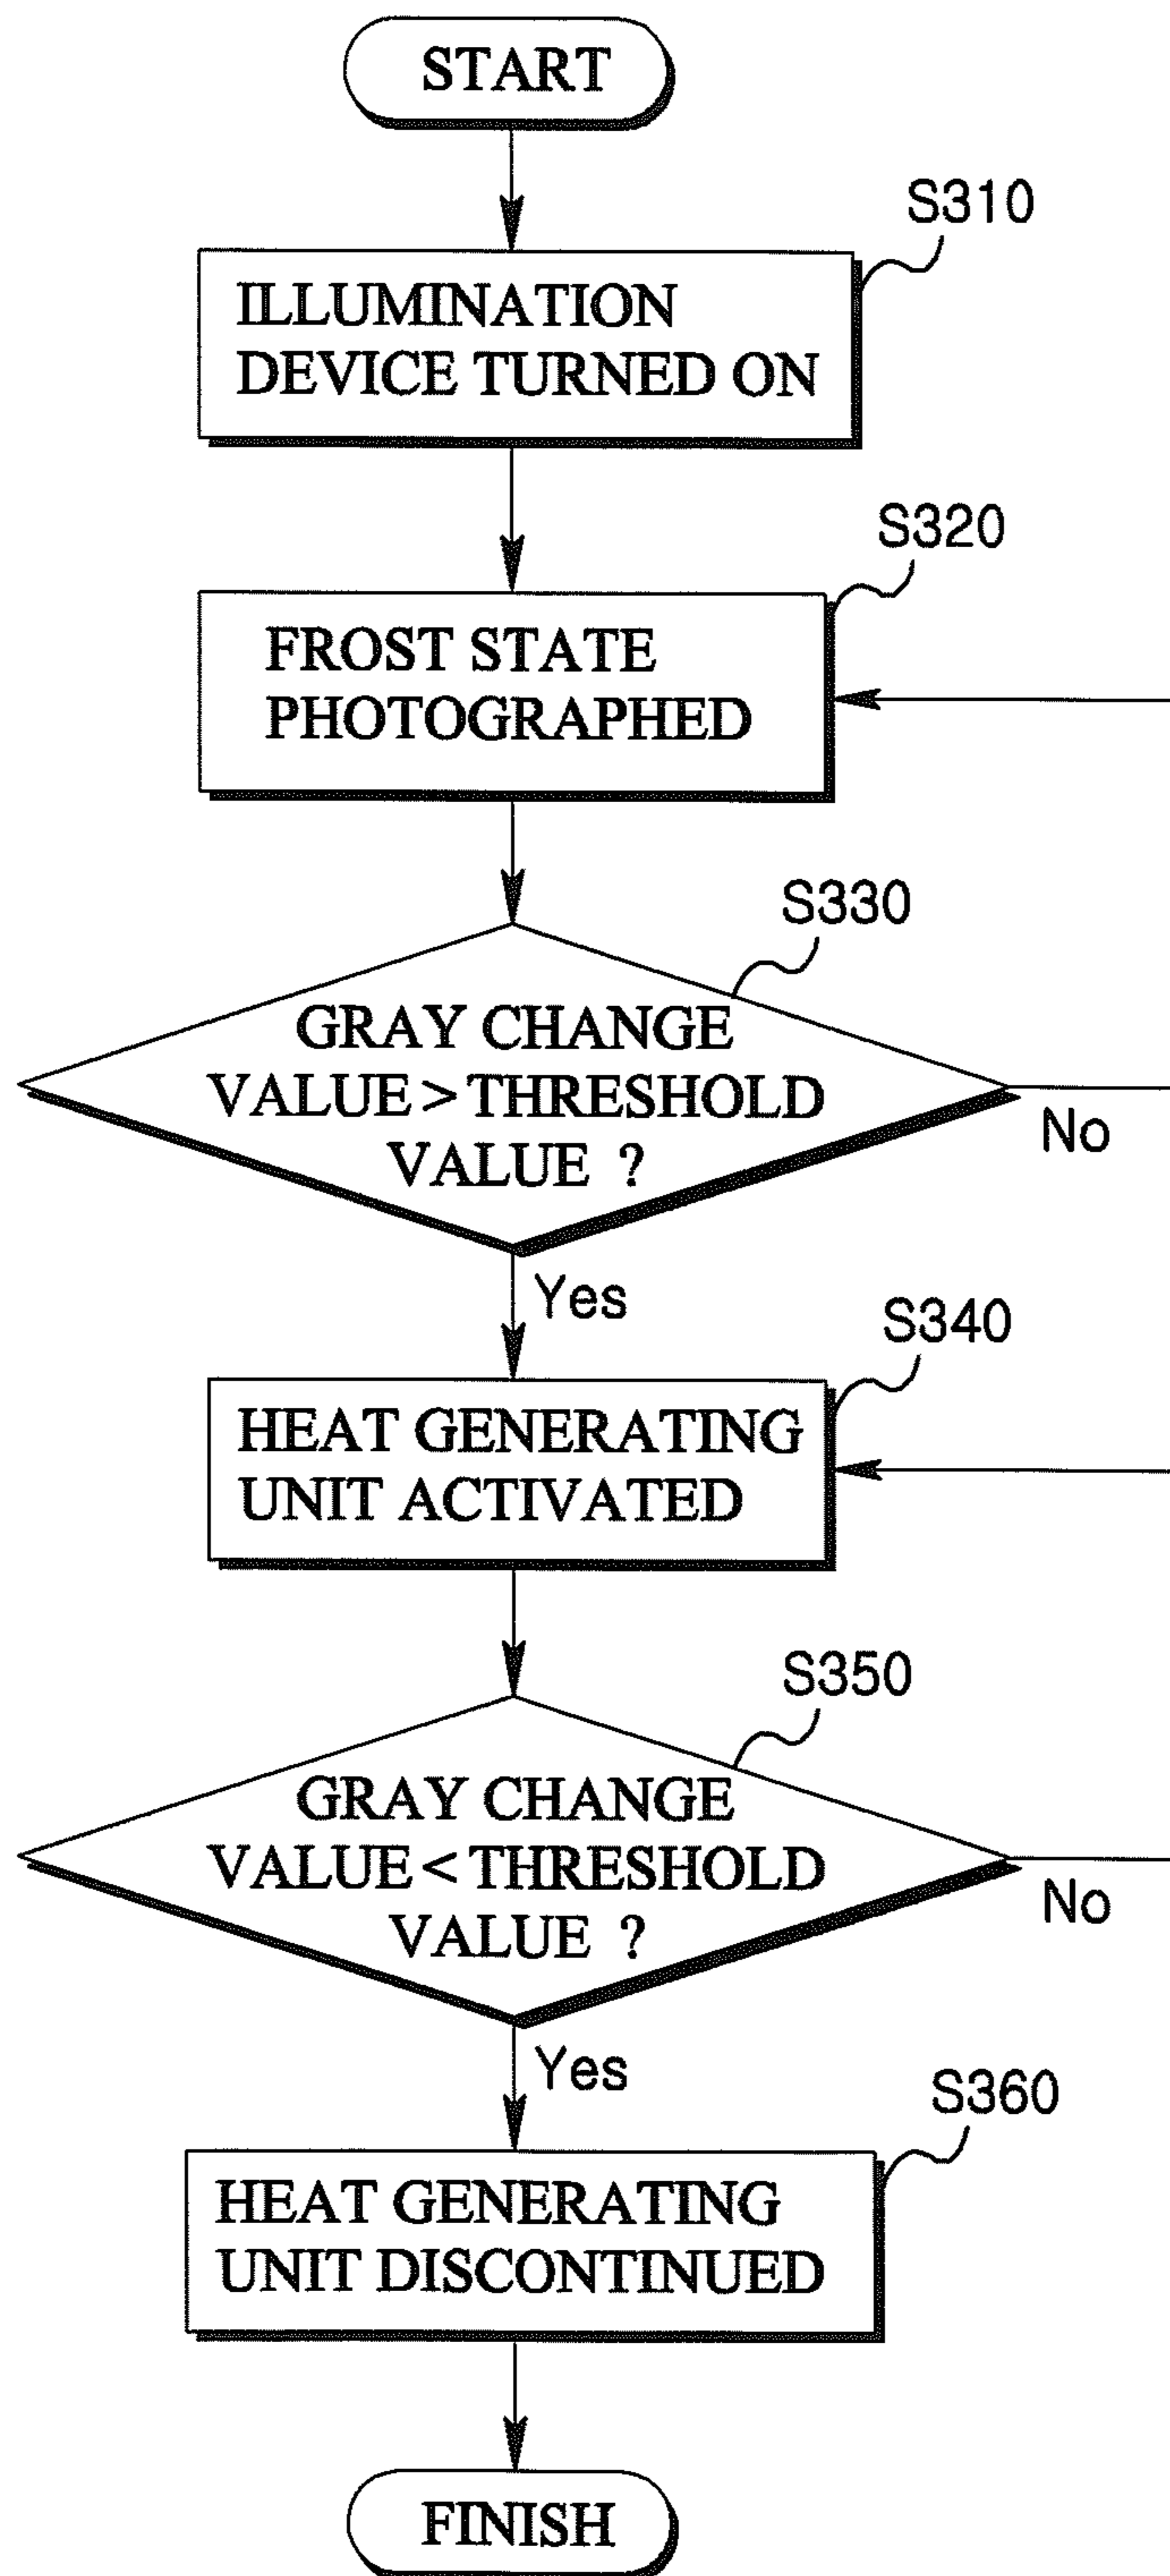 START
S310
ILLUMINATION
DEVICE TURNED ON
S320
FROST STATE
PHOTOGRAPHED
S330
GRAY CHANGE
VALUE > THRESHOLD
VALUE ?
No
Yes
S340
HEAT GENERATING
UNIT ACTIVATED
S350
GRAY CHANGE
VALUE < THRESHOLD
VALUE ?
No
Yes
S360
HEAT GENERATING
UNIT DISCONTINUED
FINISH